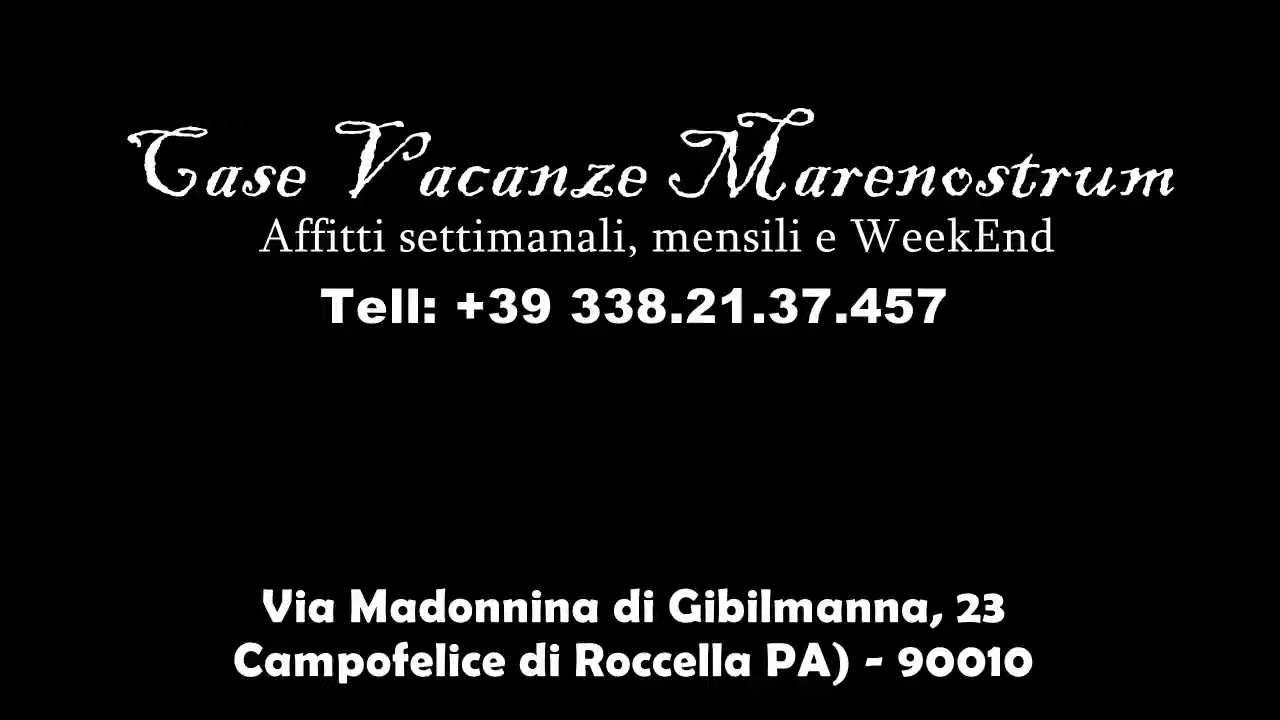 Case Vacanze Marenostrum
Affitti settimanali, mensili e WeekEnd
Tell: +39 338.21.37.457
Via Madonnina di Gibilmanna, 23
Campofelice di Roccella PA) - 90010